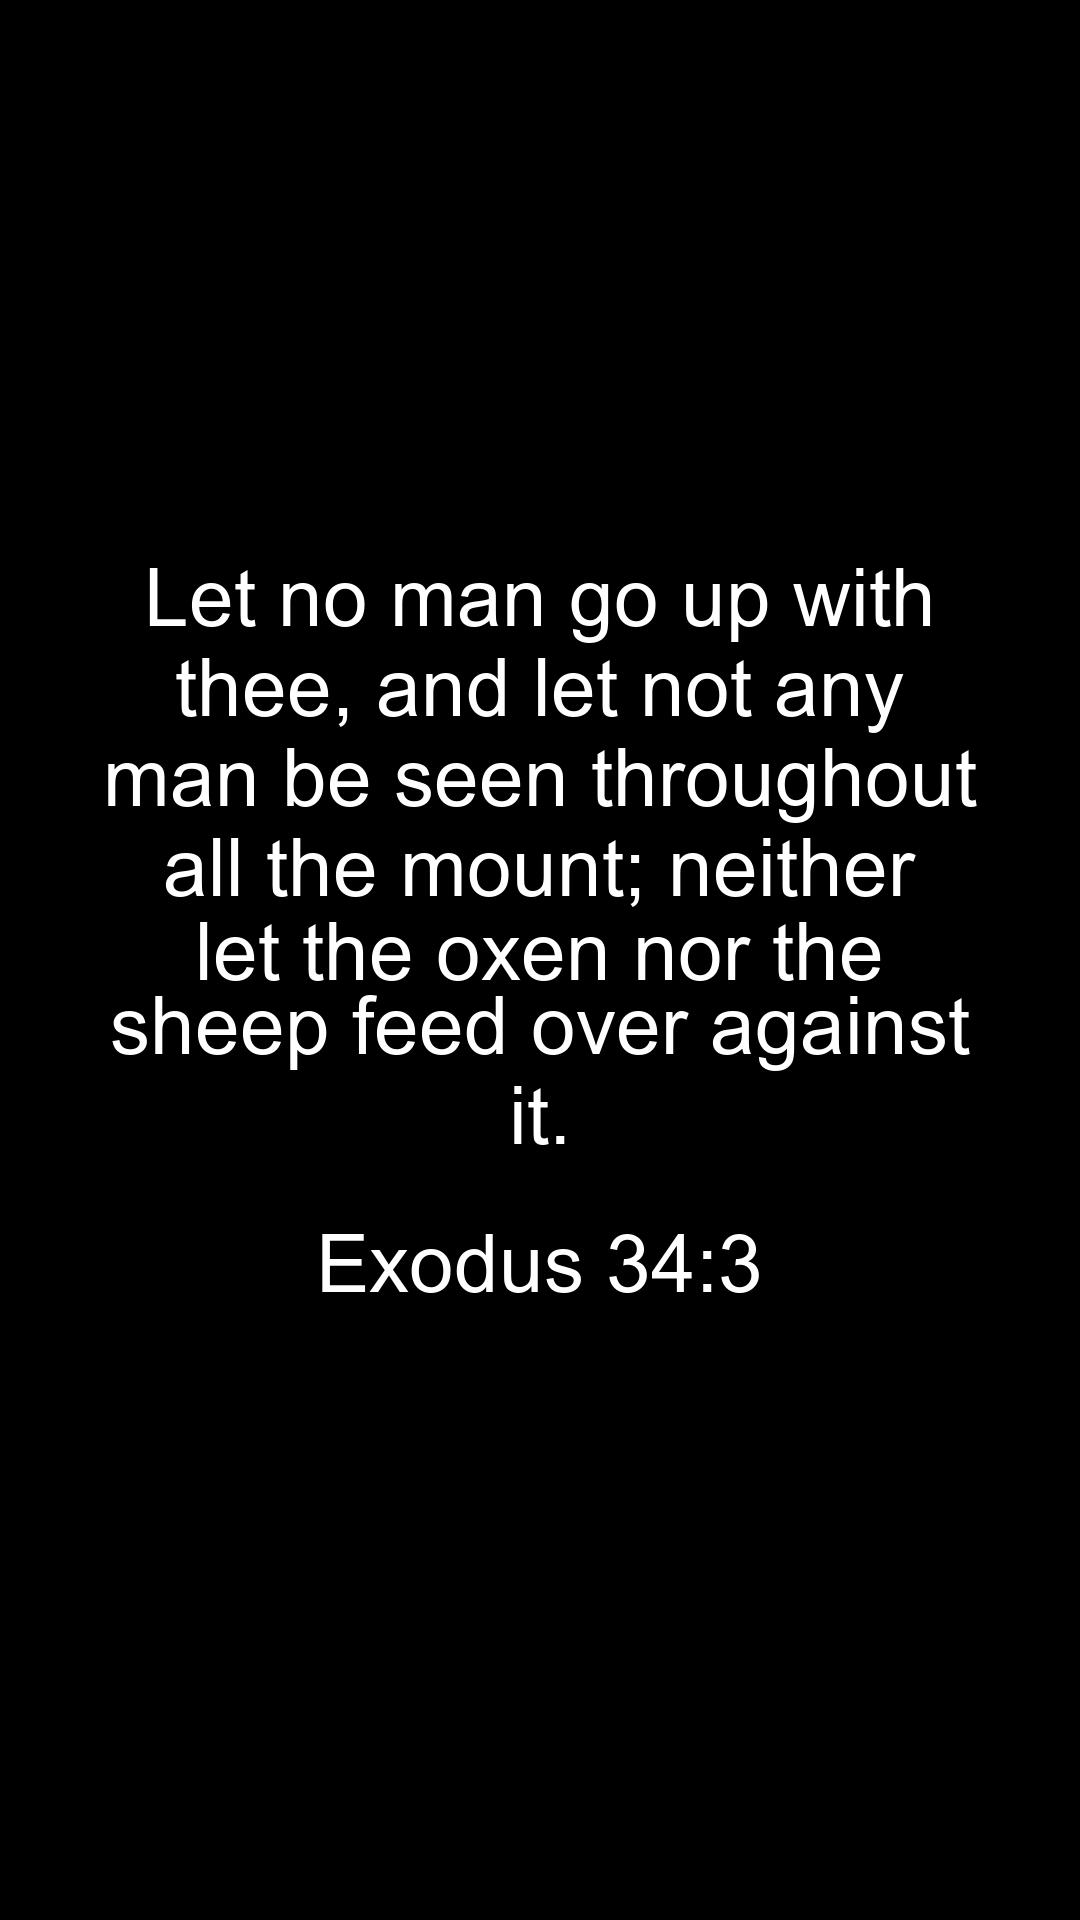 Let no man go up with
thee, and let not any
man be seen throughout
all the mount; neither
let the oxen nor the
sheep feed over against
it.
Exodus 34:3